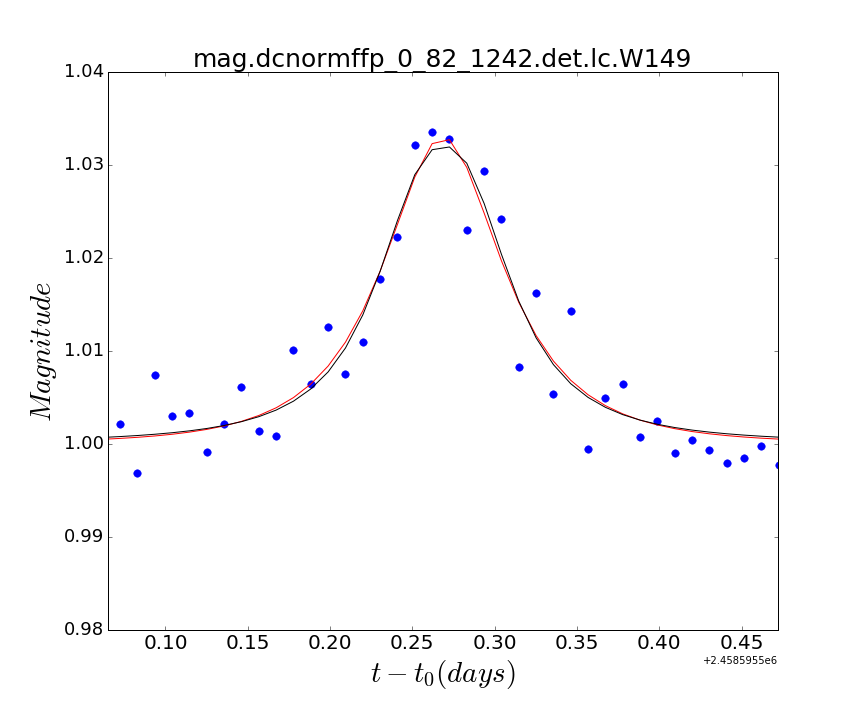 mag.dcnormffp_0_82_1242.det.lc.W149
1.04
1.03
1.02
1.01
1.00
0.99
0.98
Magnitude
0.10 0.15 0.20 0.25 0.30 0.35 0.40 0.45
+2.4585955e6
t − t₀(days)